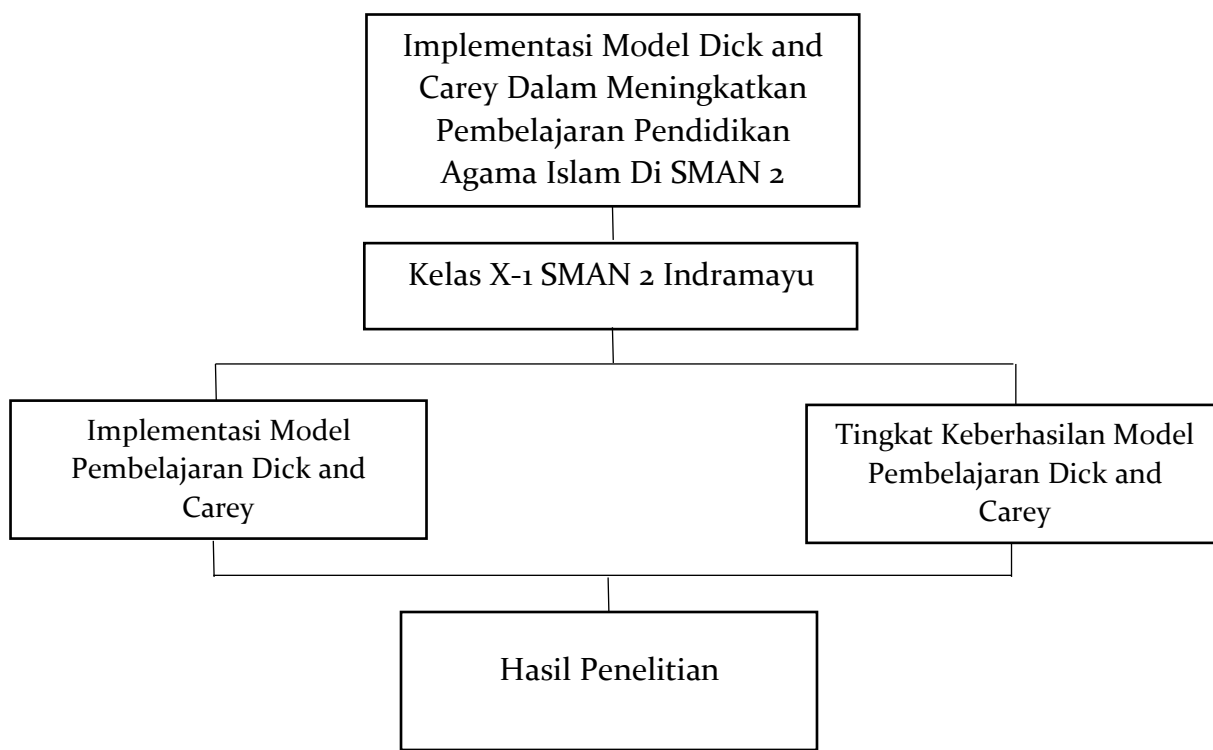 Implementasi Model Dick and
Carey Dalam Meningkatkan
Pembelajaran Pendidikan
Agama Islam Di SMAN 2
Kelas X-1 SMAN 2 Indramayu
Implementasi Model
Pembelajaran Dick and
Carey
Tingkat Keberhasilan Model
Pembelajaran Dick and
Carey
Hasil Penelitian